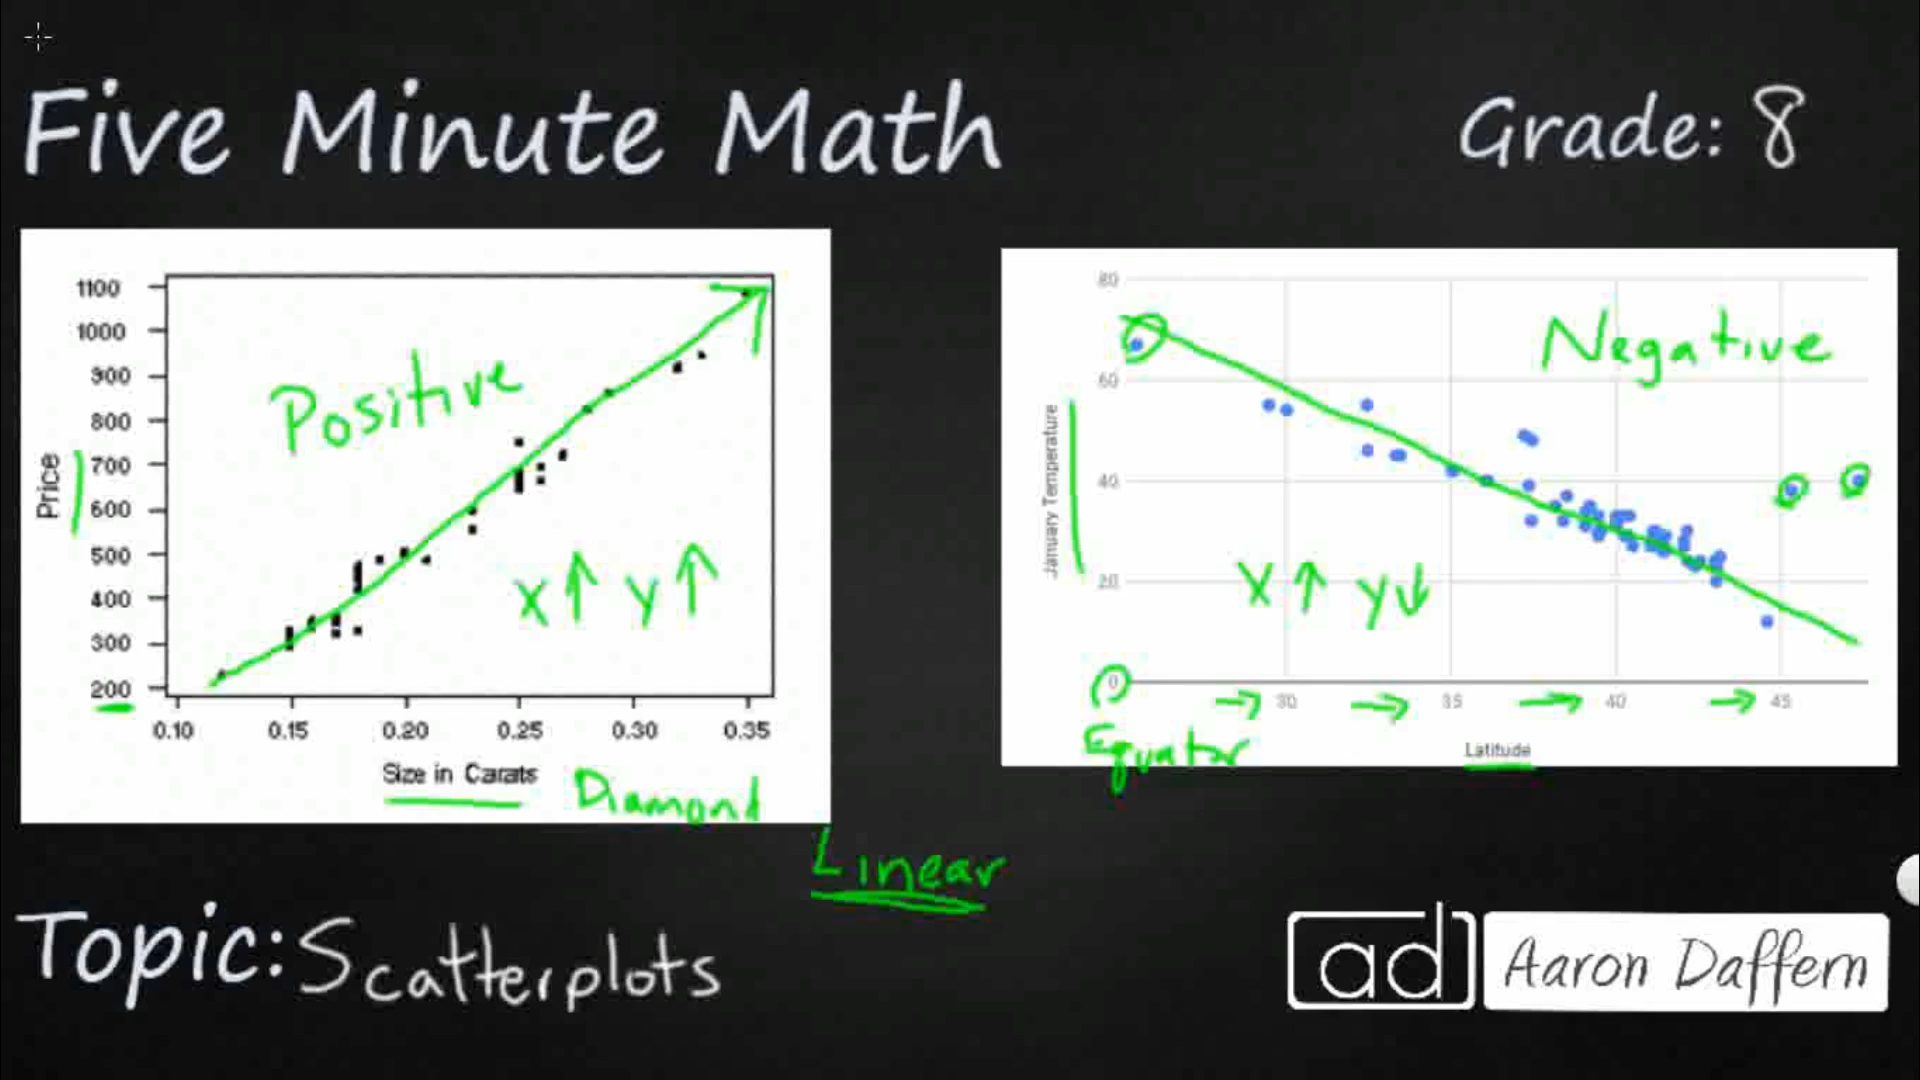 Five Minute Math
Grade: 8
1100
1000
900
800
700
600
500
400
300
200
Price
0.10 0.15 0.20 0.25 0.30 0.35
Size in Carats
Diamond
Positive
X ↑ y ↑
80
60
40
20
0
January Temperature
Negative
X ↑ y ↓
→ 30 → 35 → 40 → 45
Equator
Latitude
Linear
Topic: Scatterplots
ad Aaron Daffern